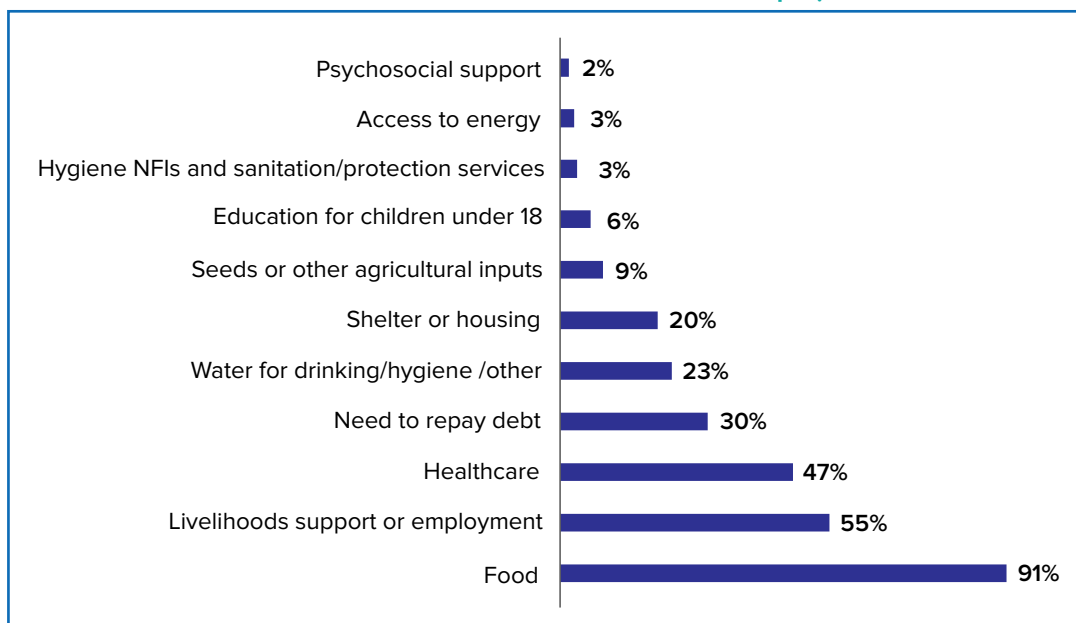 Psychosocial support 2%
Access to energy 3%
Hygiene NFIs and sanitation/protection services 3%
Education for children under 18 6%
Seeds or other agricultural inputs 9%
Shelter or housing 20%
Water for drinking/hygiene /other 23%
Need to repay debt 30%
Healthcare 47%
Livelihoods support or employment 55%
Food 91%